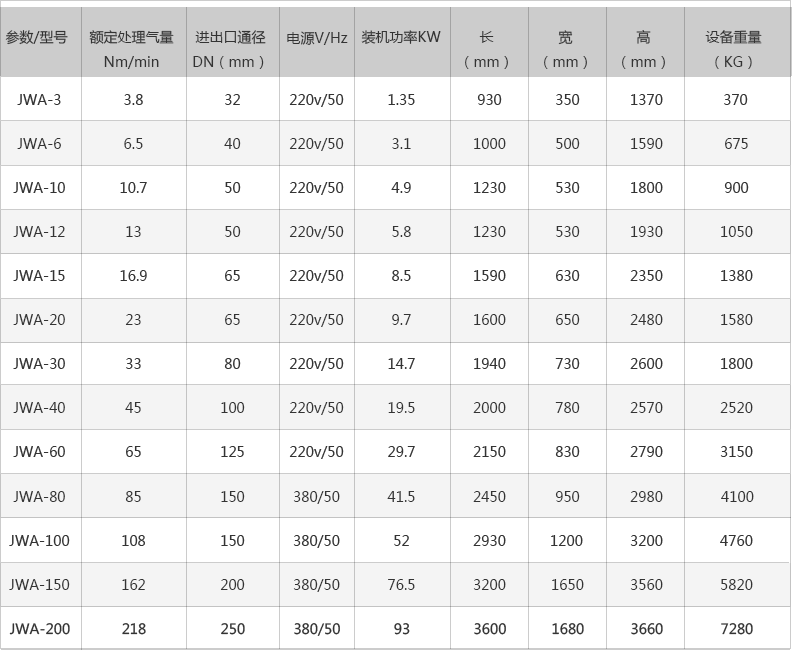 参数/型号 额定处理气量 Nm/min 进出口通径 DN（mm） 电源V/Hz 装机功率KW 长（mm） 宽（mm） 高（mm） 设备重量（KG）
JWA-3 3.8 32 220v/50 1.35 930 350 1370 370
JWA-6 6.5 40 220v/50 3.1 1000 500 1590 675
JWA-10 10.7 50 220v/50 4.9 1230 530 1800 900
JWA-12 13 50 220v/50 5.8 1230 530 1930 1050
JWA-15 16.9 65 220v/50 8.5 1590 630 2350 1380
JWA-20 23 65 220v/50 9.7 1600 650 2480 1580
JWA-30 33 80 220v/50 14.7 1940 730 2600 1800
JWA-40 45 100 220v/50 19.5 2000 780 2570 2520
JWA-60 65 125 220v/50 29.7 2150 830 2790 3150
JWA-80 85 150 380/50 41.5 2450 950 2980 4100
JWA-100 108 150 380/50 52 2930 1200 3200 4760
JWA-150 162 200 380/50 76.5 3200 1650 3560 5820
JWA-200 218 250 380/50 93 3600 1680 3660 7280